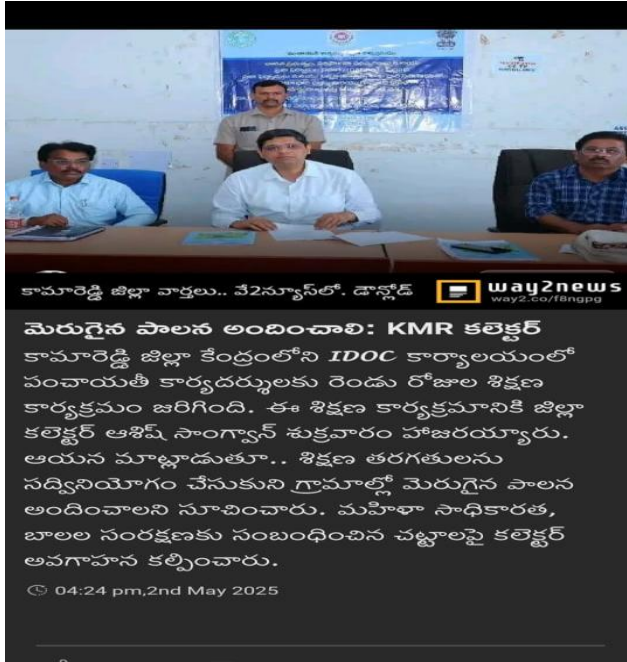 కామారెడ్డి జిల్లా వార్తలు.. వే2న్యూస్‌లో. డౌన్లోడ్
way2news
way2.co/f8ngpg
మెరుగైన పాలన అందించాలి: KMR కలెక్టర్
కామారెడ్డి జిల్లా కేంద్రంలోని IDOC కార్యాలయంలో
పంచాయతీ కార్యదర్శులకు రెండు రోజుల శిక్షణ
కార్యక్రమం జరిగింది. ఈ శిక్షణ కార్యక్రమానికి జిల్లా
కలెక్టర్ ఆశిష్ సాంగ్వాన్ శుక్రవారం హాజరయ్యారు.
ఆయన మాట్లాడుతూ.. శిక్షణ తరగతులను
సద్వినియోగం చేసుకుని గ్రామాల్లో మెరుగైన పాలన
అందించాలని సూచించారు. మహిళా సాధికారత,
బాలల సంరక్షణకు సంబంధించిన చట్టాలపై కలెక్టర్
అవగాహన కల్పించారు.
04:24 pm,2nd May 2025